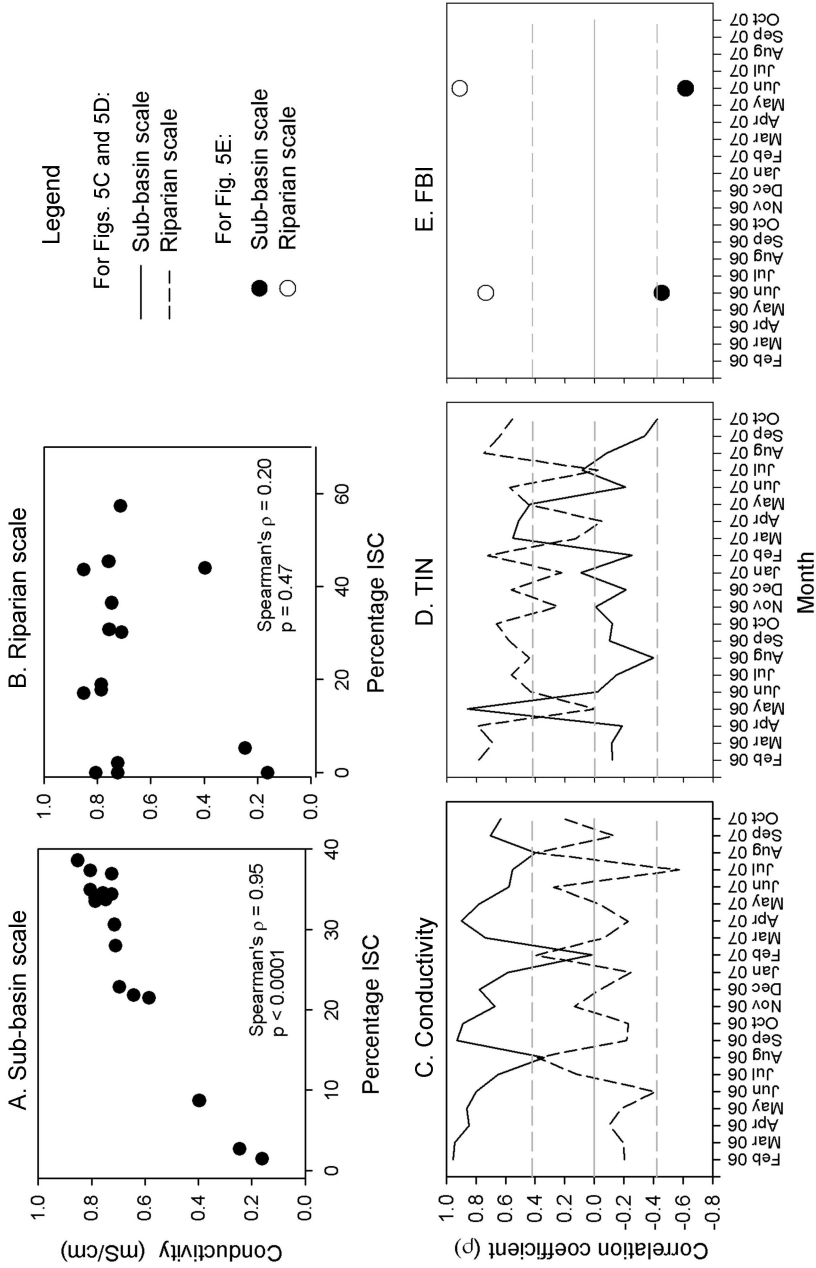 A. Sub-basin scale
Conductivity (mS/cm)
1.0
0.8
0.6
0.4
0.2
0.0
0
10
20
30
40
Percentage ISC
Spearman's ρ = 0.95
p < 0.0001
B. Riparian scale
1.0
0.8
0.6
0.4
0.2
0.0
0
20
40
60
Percentage ISC
Spearman's ρ = 0.20
p = 0.47
Legend
For Figs. 5C and 5D:
Sub-basin scale
Riparian scale
For Fig. 5E:
Sub-basin scale
Riparian scale
C. Conductivity
Correlation coefficient (ρ)
1.0
0.8
0.6
0.4
0.2
0.0
-0.2
-0.4
-0.6
-0.8
Feb 06
Mar 06
Apr 06
May 06
Jun 06
Jul 06
Aug 06
Sep 06
Oct 06
Nov 06
Dec 06
Jan 07
Feb 07
Mar 07
Apr 07
May 07
Jun 07
Jul 07
Aug 07
Sep 07
Oct 07
D. TIN
Feb 06
Mar 06
Apr 06
May 06
Jun 06
Jul 06
Aug 06
Sep 06
Oct 06
Nov 06
Dec 06
Jan 07
Feb 07
Mar 07
Apr 07
May 07
Jun 07
Jul 07
Aug 07
Sep 07
Oct 07
Month
E. FBI
Feb 06
Mar 06
Apr 06
May 06
Jun 06
Jul 06
Aug 06
Sep 06
Oct 06
Nov 06
Dec 06
Jan 07
Feb 07
Mar 07
Apr 07
May 07
Jun 07
Jul 07
Aug 07
Sep 07
Oct 07